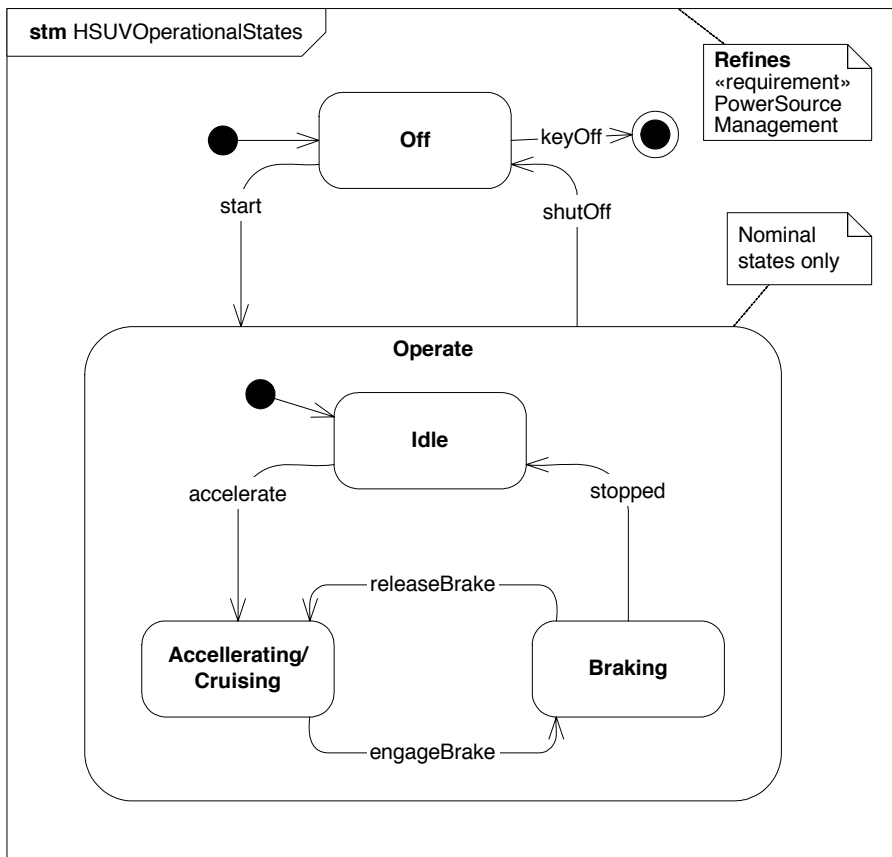 stm HSUVOperationalStates
Refines
«requirement»
PowerSource
Management
Off
keyOff
start
shutOff
Nominal
states only
Operate
Idle
accelerate
stopped
releaseBrake
Accellerating/
Cruising
Braking
engageBrake